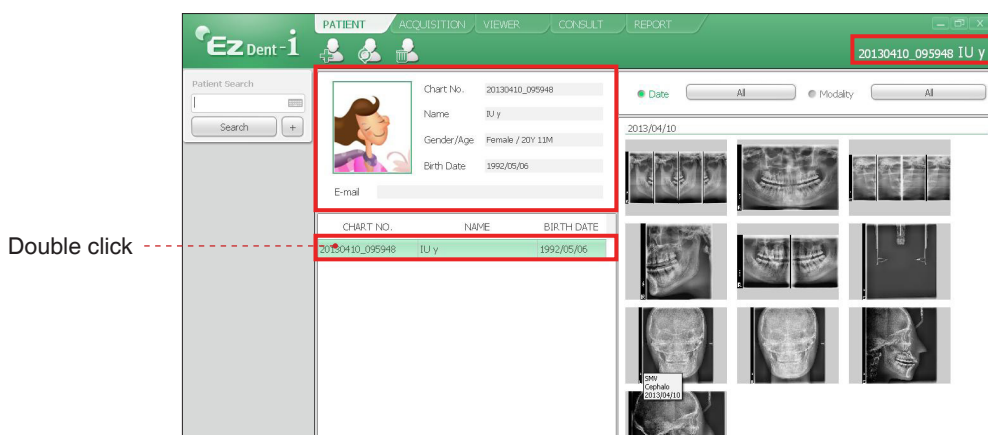 PATIENT ACQUISITION VIEWER CONSULT REPORT
Ez Dent-i
20130410_095948 IU y
Patient Search
Search +
Chart No. 20130410_095948
Name IU y
Gender/Age Female / 20Y 11M
Birth Date 1992/05/06
E-mail
Date All Modality All
2013/04/10
CHART NO. NAME BIRTH DATE
20130410_095948 IU y 1992/05/06
Double click
SMV
Cephalo
2013/04/10